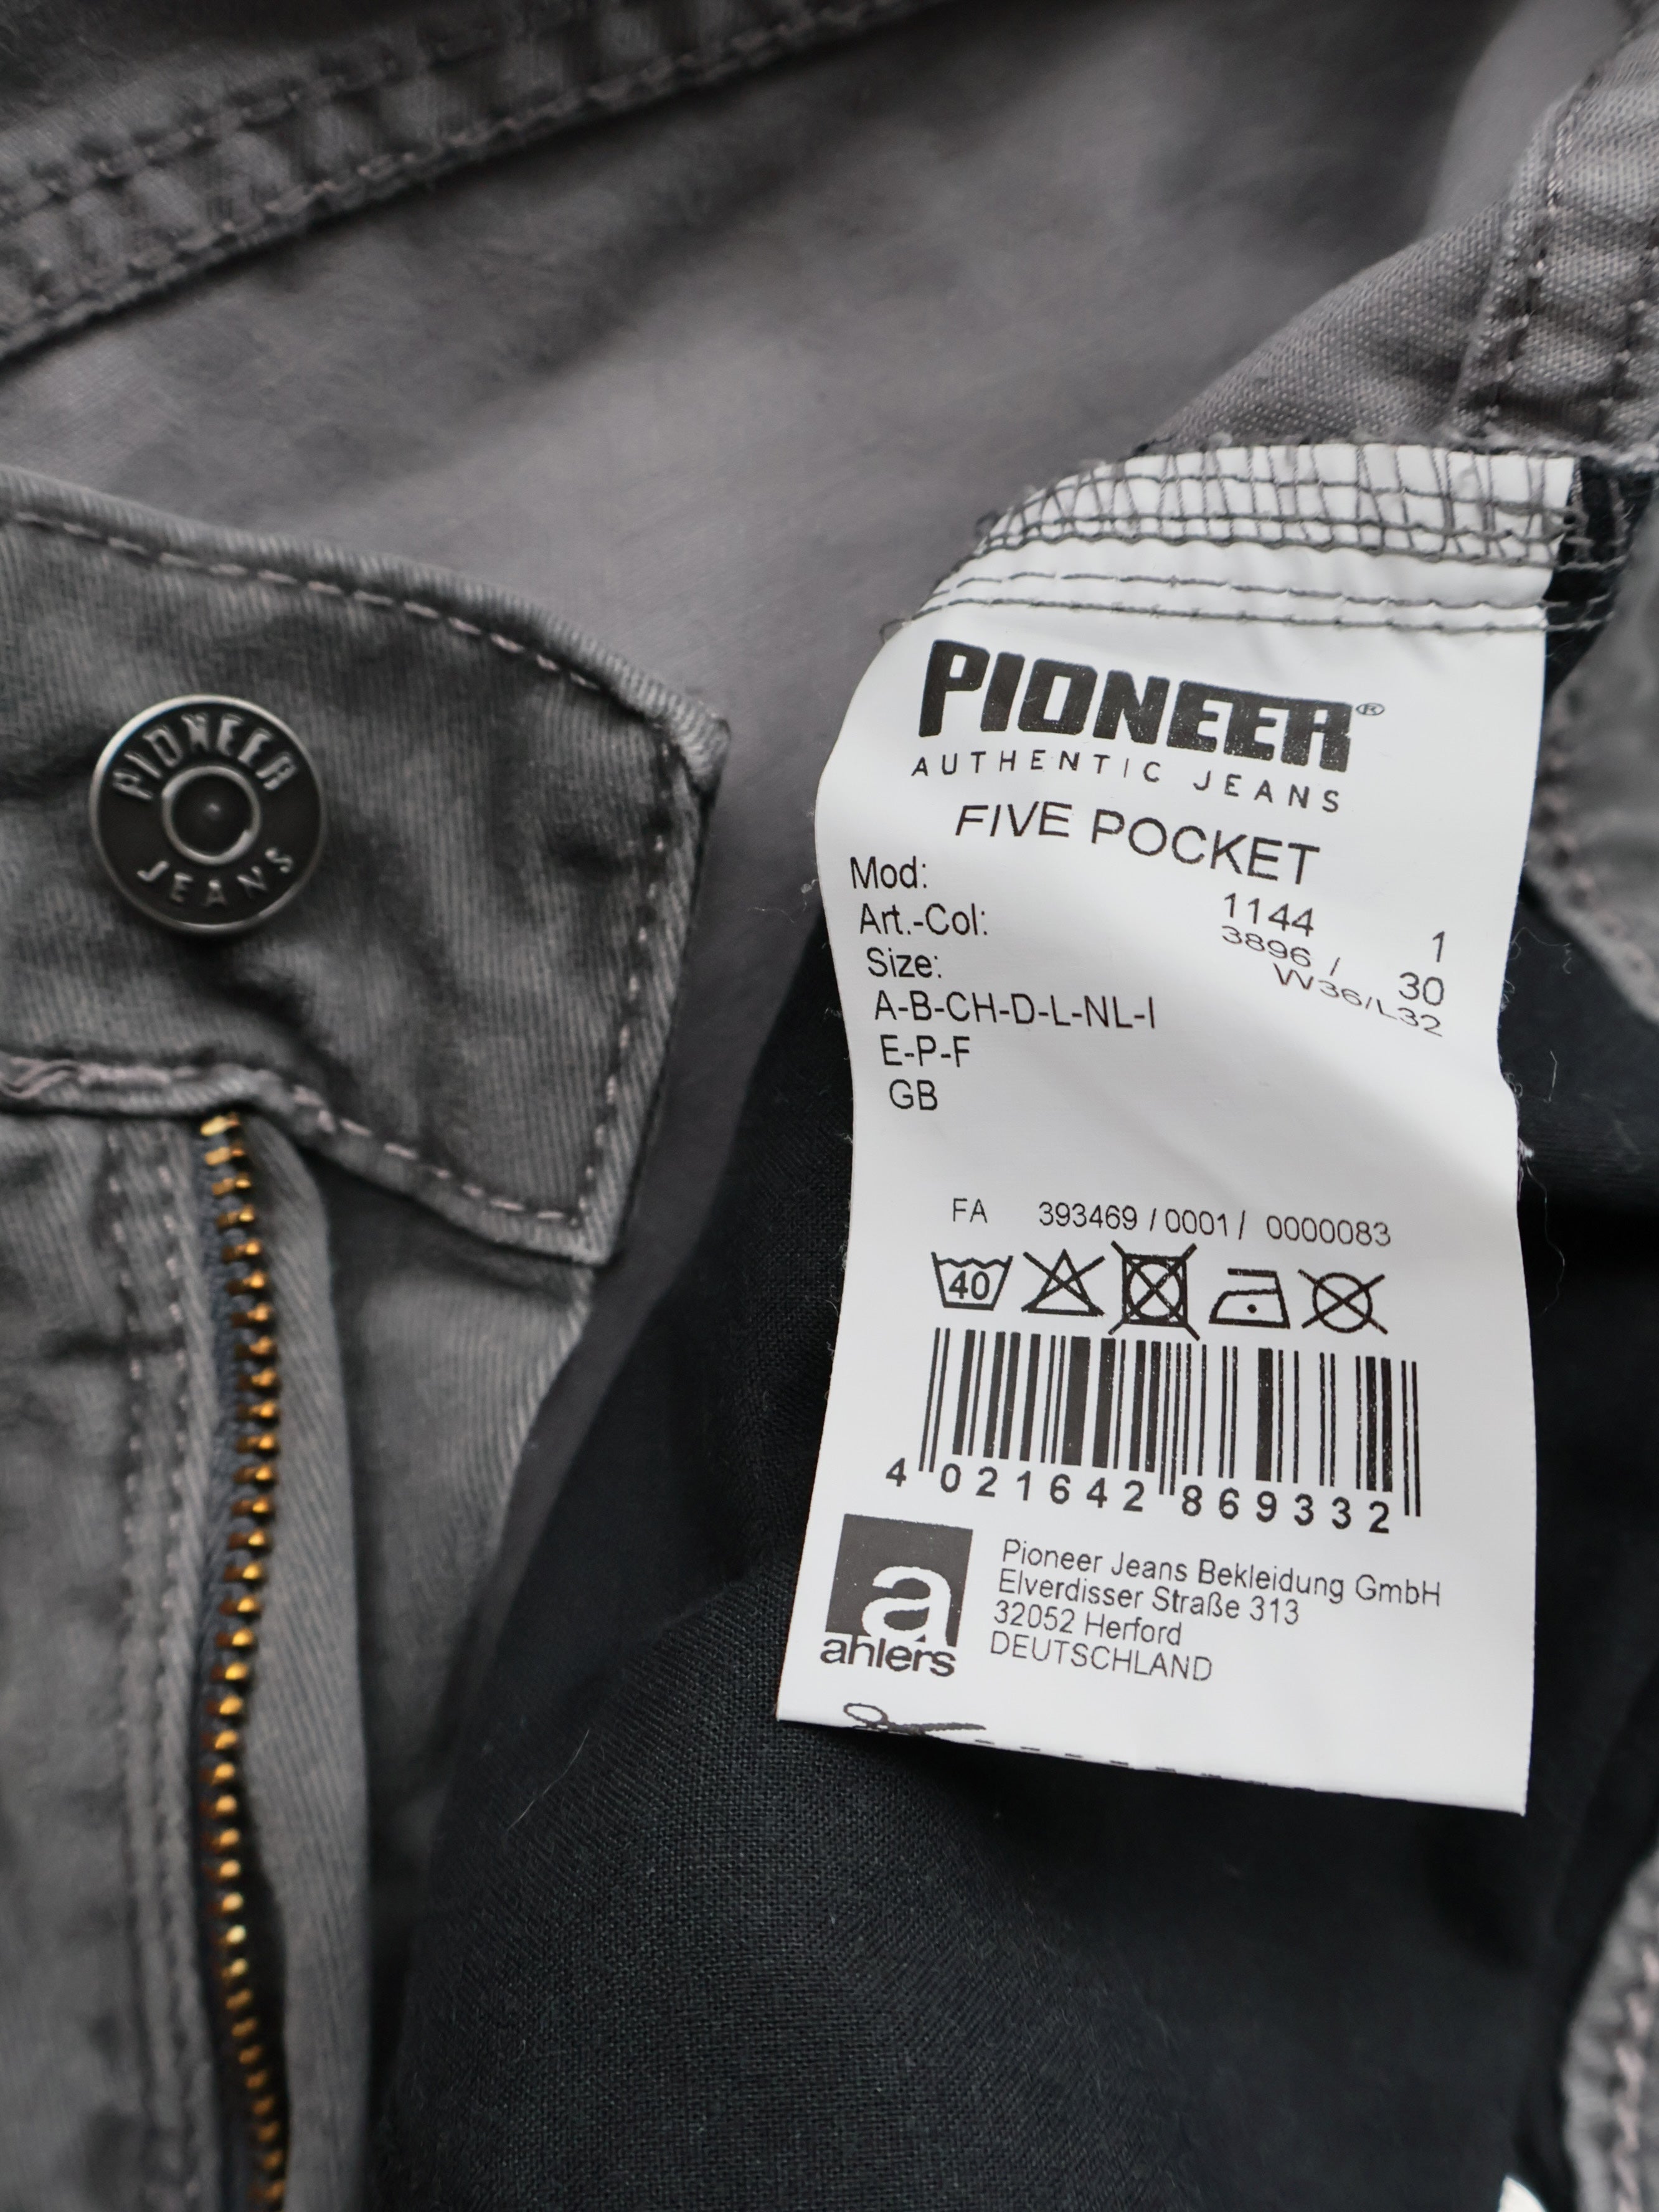 PIONEER
JEANS
PIONEER®
AUTHENTIC JEANS
FIVE POCKET
Mod: 1144 1
Art.-Col: 3896 / 30
Size: W36/L32
A-B-CH-D-L-NL-I
E-P-F
GB
FA 393469 / 0001 / 0000083
40
4 021642 869332
a
ahlers
Pioneer Jeans Bekleidung GmbH
Elverdisser Straße 313
32052 Herford
DEUTSCHLAND